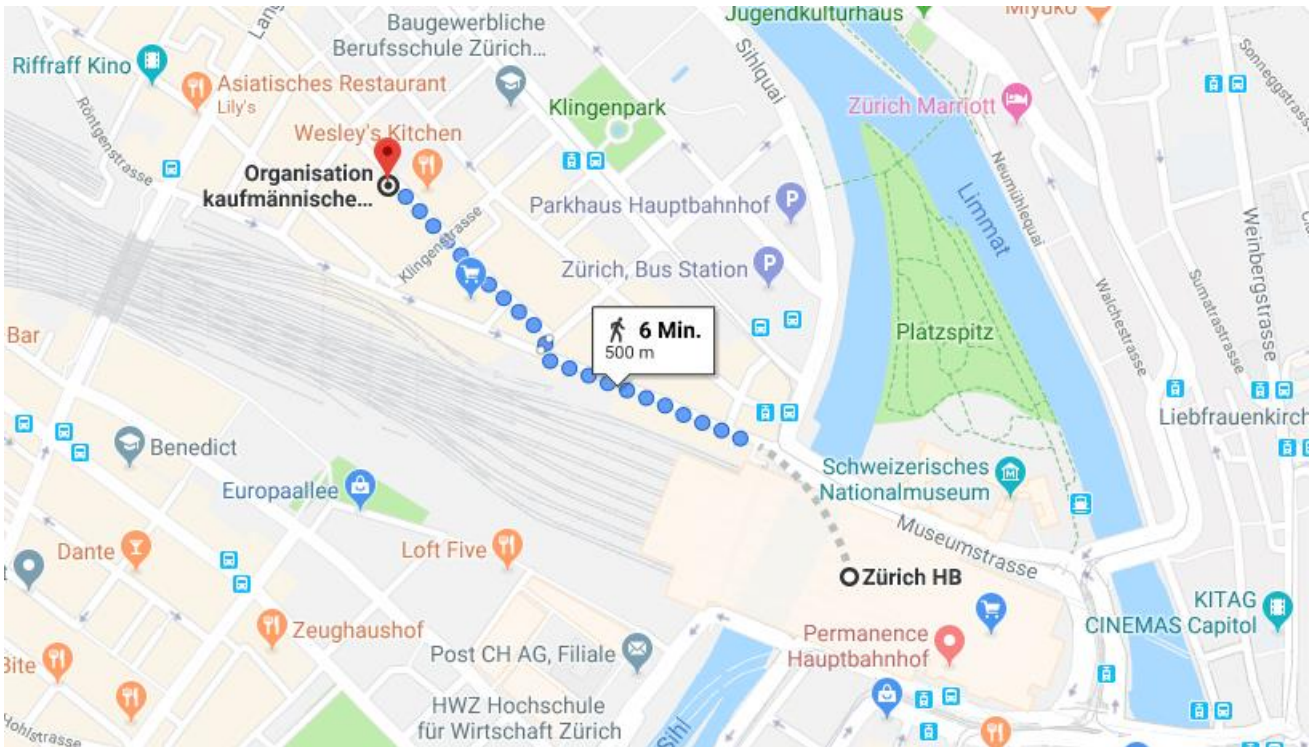 Jugendkulturhaus
Miyuko
Baugewerbliche
Berufsschule Zürich...
Riffraff Kino
Asiatisches Restaurant
Lily's
Sihlquai
Sonneggstrasse
Klingenpark
Zürich Marriott
Wesley's Kitchen
Röntgenstrasse
Organisation
kaufmännische...
Neumühlequai
Limmat
Parkhaus Hauptbahnhof
P
Klingenstrasse
Weinbergstrasse
Zürich, Bus Station
P
Walchestrasse
Sumatrastrasse
6 Min.
500 m
Bar
Platzspitz
Liebfrauenkirch
Benedict
Schweizerisches
Nationalmuseum
Europaallee
Museumstrasse
Dante
Loft Five
Zürich HB
KITAG
CINEMAS Capitol
Zeughaushof
Permanence
Hauptbahnhof
Post CH AG, Filiale
Bite
HWZ Hochschule
für Wirtschaft Zürich
Sihl
Hohlstrasse